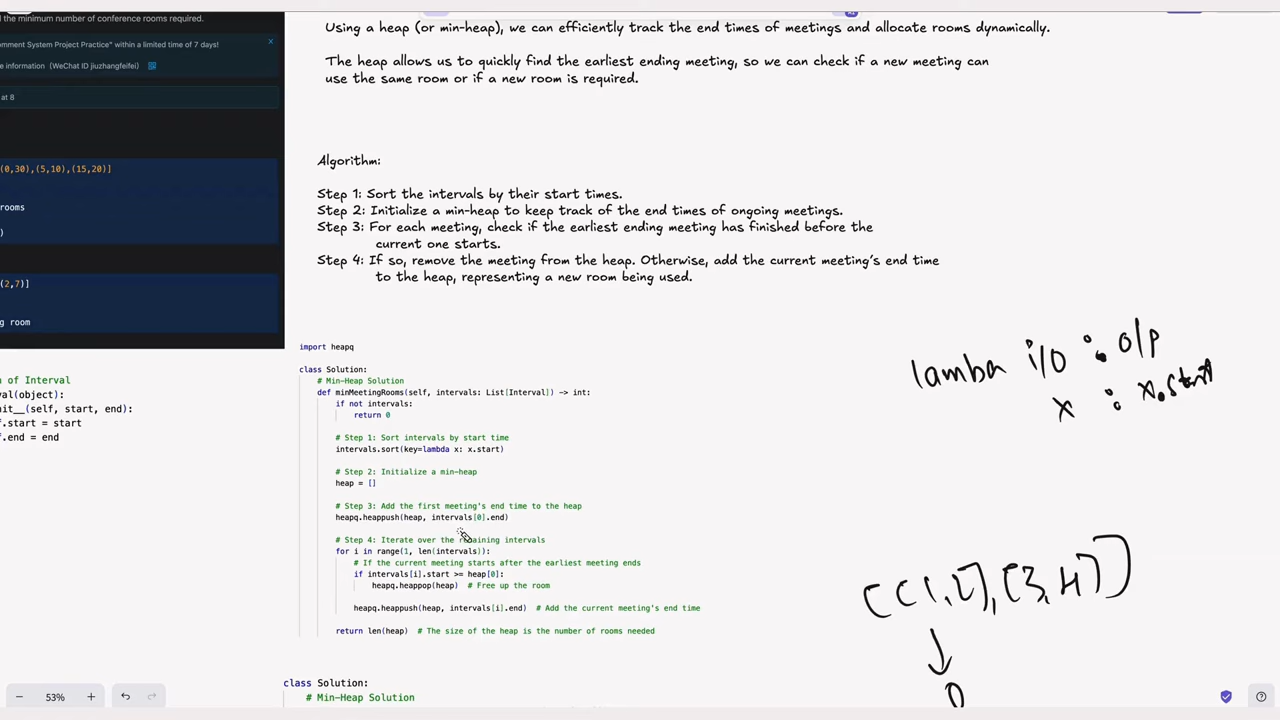 d the minimum number of conference rooms required.
omment System Project Practice" within a limited time of 7 days!
e information (WeChat ID jiuzhangfeifei)
at 8
(0,30),(5,10),(15,20)]
rooms
)
(2,7)]
g room
n of Interval
val(object):
nit__(self, start, end):
f.start = start
f.end = end
Using a heap (or min-heap), we can efficiently track the end times of meetings and allocate rooms dynamically.
The heap allows us to quickly find the earliest ending meeting, so we can check if a new meeting can
use the same room or if a new room is required.
Algorithm:
Step 1: Sort the intervals by their start times.
Step 2: Initialize a min-heap to keep track of the end times of ongoing meetings.
Step 3: For each meeting, check if the earliest ending meeting has finished before the
current one starts.
Step 4: If so, remove the meeting from the heap. Otherwise, add the current meeting's end time
to the heap, representing a new room being used.
import heapq
class Solution:
# Min-Heap Solution
def minMeetingRooms(self, intervals: List[Interval]) -> int:
if not intervals:
return 0
# Step 1: Sort intervals by start time
intervals.sort(key=lambda x: x.start)
# Step 2: Initialize a min-heap
heap = []
# Step 3: Add the first meeting's end time to the heap
heapq.heappush(heap, intervals[0].end)
# Step 4: Iterate over the remaining intervals
for i in range(1, len(intervals)):
# If the current meeting starts after the earliest meeting ends
if intervals[i].start >= heap[0]:
heapq.heappop(heap) # Free up the room
heapq.heappush(heap, intervals[i].end) # Add the current meeting's end time
return len(heap) # The size of the heap is the number of rooms needed
class Solution:
# Min-Heap Solution
lamba i/o : o/p
x : x.start
53%